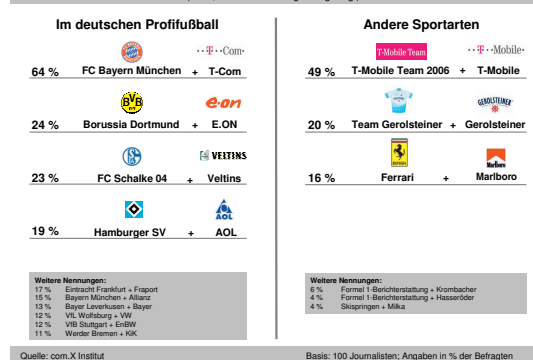 Im deutschen Profifußball
··T··Com·
64 % FC Bayern München + T-Com
BVB
09
e·on
24 % Borussia Dortmund + E.ON
VELTINS
23 % FC Schalke 04 + Veltins
AOL
19 % Hamburger SV + AOL
Weitere Nennungen:
17 % Eintracht Frankfurt + Fraport
15 % Bayern München + Allianz
13 % Bayer Leverkusen + Bayer
12 % VfL Wolfsburg + VW
12 % VfB Stuttgart + EnBW
11 % Werder Bremen + KiK
Andere Sportarten
T-Mobile Team
··T··Mobile·
49 % T-Mobile Team 2006 + T-Mobile
GEROLSTEINER
20 % Team Gerolsteiner + Gerolsteiner
Marlboro
16 % Ferrari + Marlboro
Weitere Nennungen:
6 % Formel 1-Berichterstattung + Krombacher
4 % Formel 1-Berichterstattung + Hasseröder
4 % Skispringen + Milka
Quelle: com.X Institut
Basis: 100 Journalisten; Angaben in % der Befragten